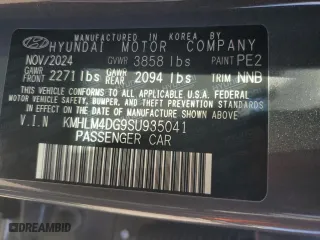 MANUFACTURED IN KOREA BY
HYUNDAI MOTOR COMPANY
NOV/2024 GVWR 3858 lbs PAINT PE2
GAWR FRONT 2271 lbs GAWR REAR 2094 lbs TRIM NNB
THIS VEHICLE CONFORMS TO ALL APPLICABLE
FEDERAL MOTOR VEHICLE SAFETY, BUMPER, AND THEFT
PREVENTION STANDARDS IN EFFECT ON THE DATE OF
MANUFACTURE SHOWN ABOVE.
V.I.N KMHLM4DG9SU935041
PASSENGER CAR